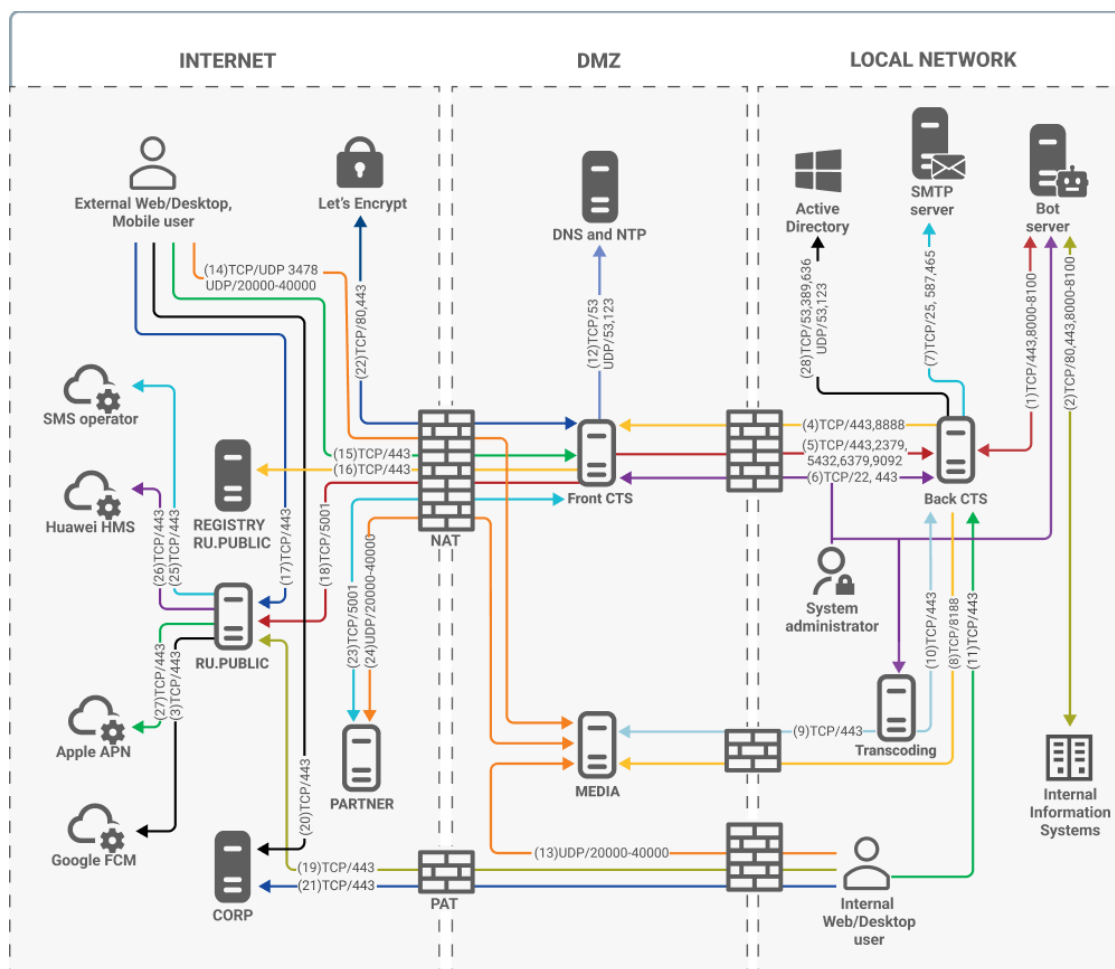 INTERNET
DMZ
LOCAL NETWORK
External Web/Desktop,
Mobile user
Let's Encrypt
DNS and NTP
Active
Directory
SMTP
server
Bot
server
(14)TCP/UDP 3478
UDP/20000-40000
(22)TCP/80,443
(12)TCP/53
UDP/53,123
(28)TCP/53,389,636
UDP/53,123
(7)TCP/25, 587,465
(1)TCP/443,8000-8100
(2)TCP/80,443,8000-8100
SMS operator
Huawei HMS
REGISTRY
RU.PUBLIC
(15)TCP/443
(16)TCP/443
NAT
Front CTS
(4)TCP/443,8888
(5)TCP/443,2379,
5432,6379,9092
(6)TCP/22, 443
Back CTS
(26)TCP/443
(25)TCP/443
(17)TCP/443
(18)TCP/5001
(23)TCP/5001
(24)UDP/20000-40000
RU.PUBLIC
System
administrator
(10)TCP/443
(8)TCP/8188
(11)TCP/443
(27)TCP/443
(3)TCP/443
Apple APN
PARTNER
MEDIA
(9)TCP/443
Transcoding
Internal
Information
Systems
(20)TCP/443
Google FCM
CORP
(13)UDP/20000-40000
(19)TCP/443
(21)TCP/443
PAT
Internal
Web/Desktop
user